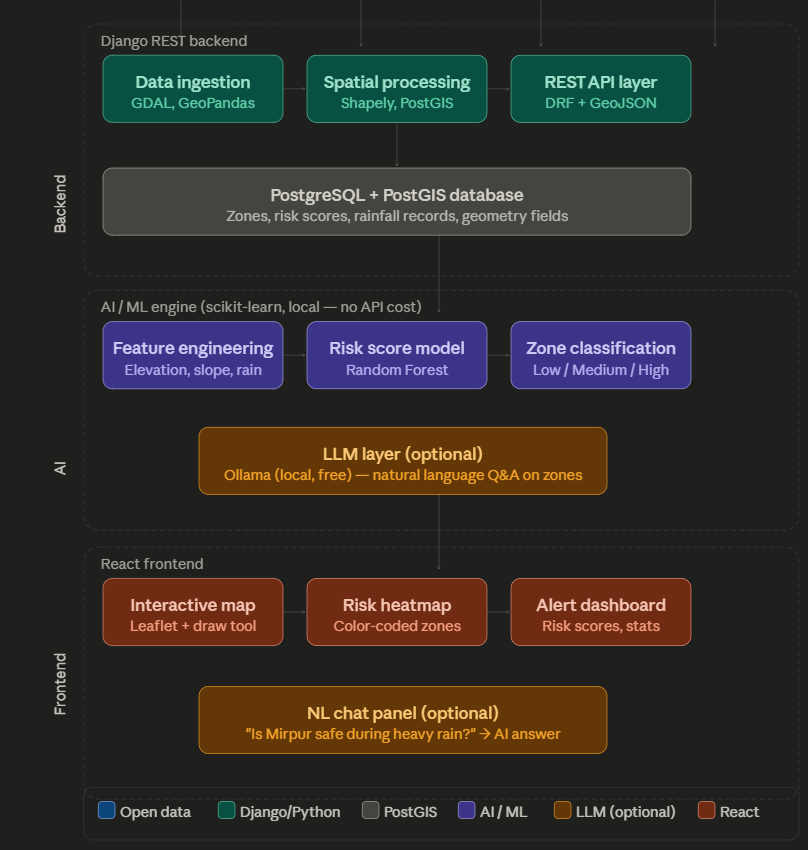 Django REST backend
Data ingestion
GDAL, GeoPandas
Spatial processing
Shapely, PostGIS
REST API layer
DRF + GeoJSON
Backend
PostgreSQL + PostGIS database
Zones, risk scores, rainfall records, geometry fields
AI / ML engine (scikit-learn, local — no API cost)
Feature engineering
Elevation, slope, rain
Risk score model
Random Forest
Zone classification
Low / Medium / High
AI
LLM layer (optional)
Ollama (local, free) — natural language Q&A on zones
React frontend
Interactive map
Leaflet + draw tool
Risk heatmap
Color-coded zones
Alert dashboard
Risk scores, stats
Frontend
NL chat panel (optional)
"Is Mirpur safe during heavy rain?" → AI answer
Open data
Django/Python
PostGIS
AI / ML
LLM (optional)
React